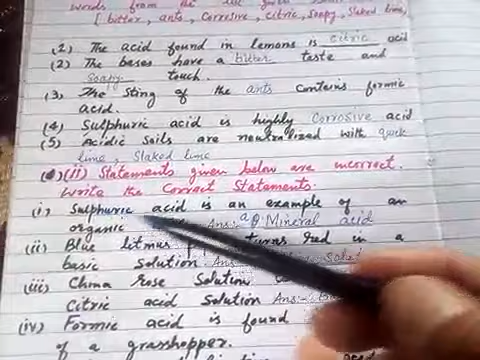 words from the
[ bitter, ants, Corrosive, citric, Soapy, Slaked lime,
(1) The acid found in lemons is citric acid
(2) The bases have a bitter taste and
Soapy touch.
(3) The Sting of the ants contains formic
acid.
(4) Sulphuric acid is highly Corrosive acid
(5) Acidic Soils are neutralized with quick
lime, Slaked lime
(ii) Statements given below are incorrect.
Write the Correct Statements.
(i) Sulphuric acid is an example of an
organic Ans:- Mineral acid
(ii) Blue litmus turns red in a
basic solution Ans
(iii) China rose Solution
Citric acid Solution Ans:-
(iv) Formic acid is found
of a grasshopper.